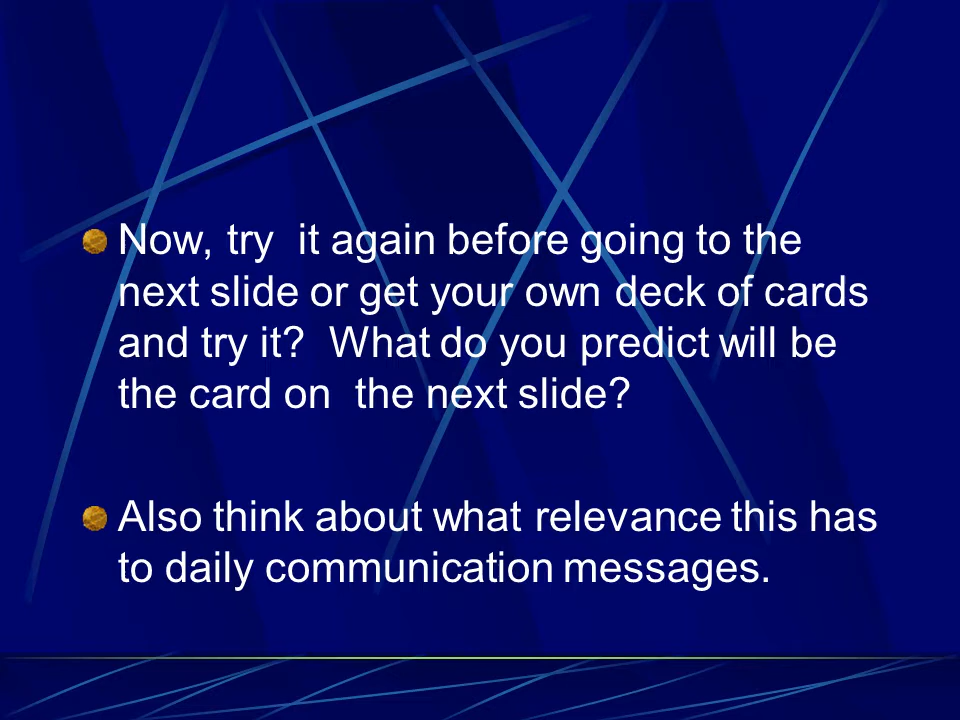 Now, try  it again before going to the
next slide or get your own deck of cards
and try it?  What do you predict will be
the card on  the next slide?
Also think about what relevance this has
to daily communication messages.